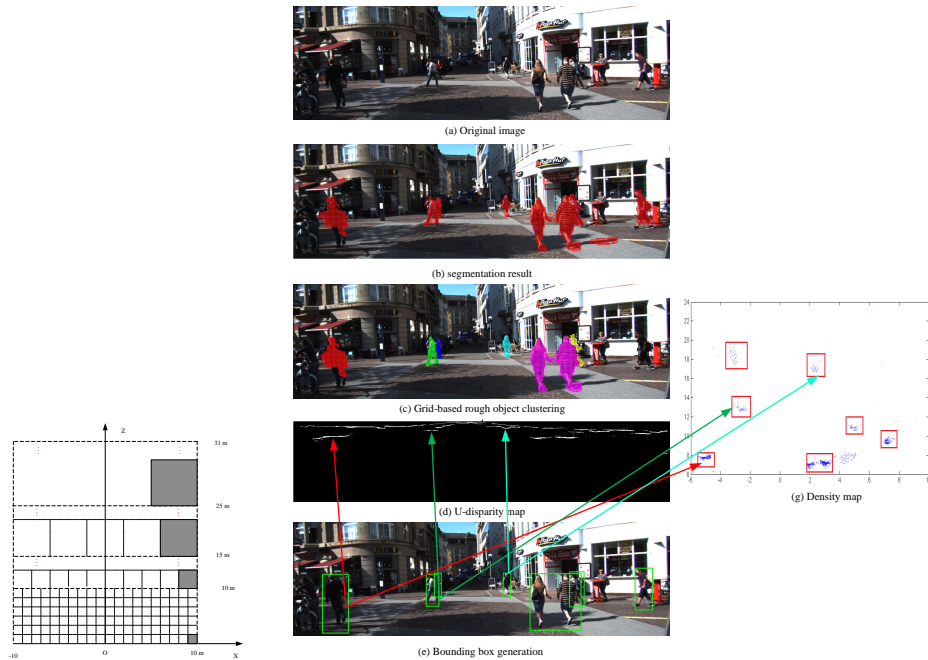 (a) Original image
(b) segmentation result
(c) Grid-based rough object clustering
(d) U-disparity map
(e) Bounding box generation
Z
31 m
25 m
15 m
10 m
-10
O
10 m
X
24
22
20
18
16
14
12
10
8
6
-6
-4
-2
0
2
4
6
8
(g) Density map